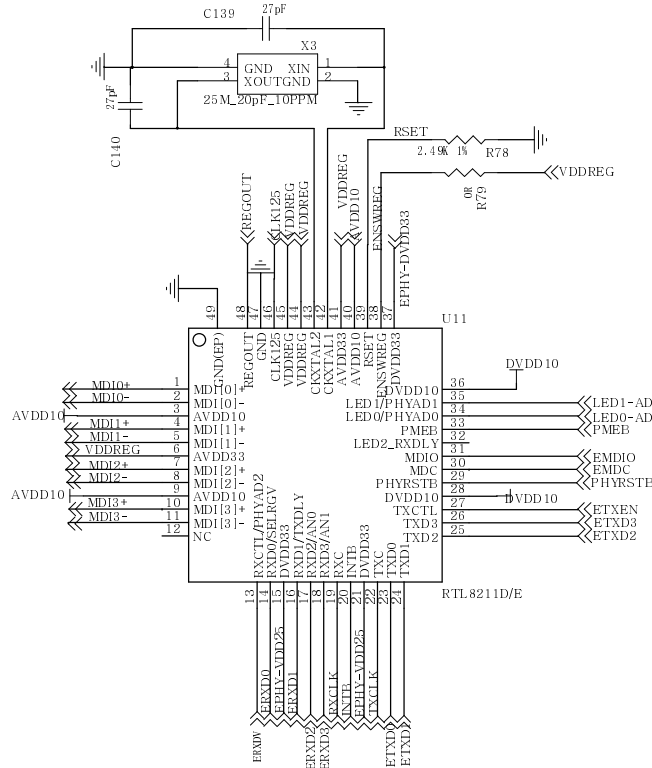 C139
27pF
X3
4 GND XIN 1
3 XOUTGND 2
25M_20pF_10PPM
27pF
C140
RSET
2.49K 1%
R78
0R
R79
VDDREG
REGOUT
CLK125
VDDREG
VDDREG
VDDREG
AVDD10
ENSWREG
EPHY-DVDD33
49
48
47
46
45
44
43
42
41
40
39
38
37
U11
GND(EP)
REGOUT
GND
CLK125
VDDREG
VDDREG
CKXTAL2
CKXTAL1
AVDD33
AVDD10
RSET
ENSWREG
DVDD33
MDI0+ 1 MDI[0]+
MDI0- 2 MDI[0]-
AVDD10 3 AVDD10
MDI1+ 4 MDI[1]+
MDI1- 5 MDI[1]-
VDDREG 6 AVDD33
MDI2+ 7 MDI[2]+
MDI2- 8 MDI[2]-
AVDD10 9 AVDD10
MDI3+ 10 MDI[3]+
MDI3- 11 MDI[3]-
12 NC
DVDD10 36 DVDD10
LED1/PHYAD1 35 LED1-AD
LED0/PHYAD0 34 LED0-AD
PMEB 33 PMEB
LED2_RXDLY 32
MDIO 31 EMDIO
MDC 30 EMDC
PHYRSTB 29 PHYRSTB
DVDD10 28 DVDD10
TXCTL 27 ETXEN
TXD3 26 ETXD3
TXD2 25 ETXD2
RXCTL/PHYAD2
RXD0/SELRGV
DVDD33
RXD1/TXDLY
RXD2/AN0
RXD3/AN1
RXC
INTB
DVDD33
TXC
TXD0
TXD1
RTL8211D/E
13
14
15
16
17
18
19
20
21
22
23
24
ERXDV
ERXD0
EPHY-VDD25
ERXD1
ERXD2
ERXD3
RXCLK
INTB
EPHY-VDD25
TXCLK
ETXD0
ETXD1